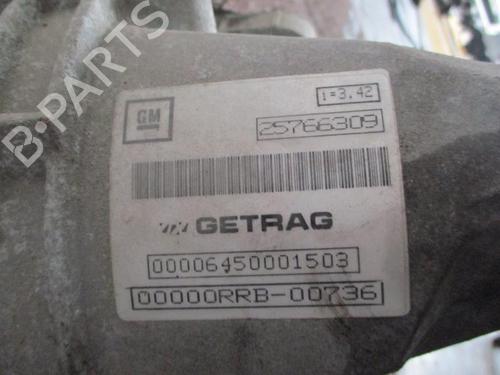 B-PARTS
GM
i=3.42
25766309
GETRAG
00006450001503
00000RRB-00736